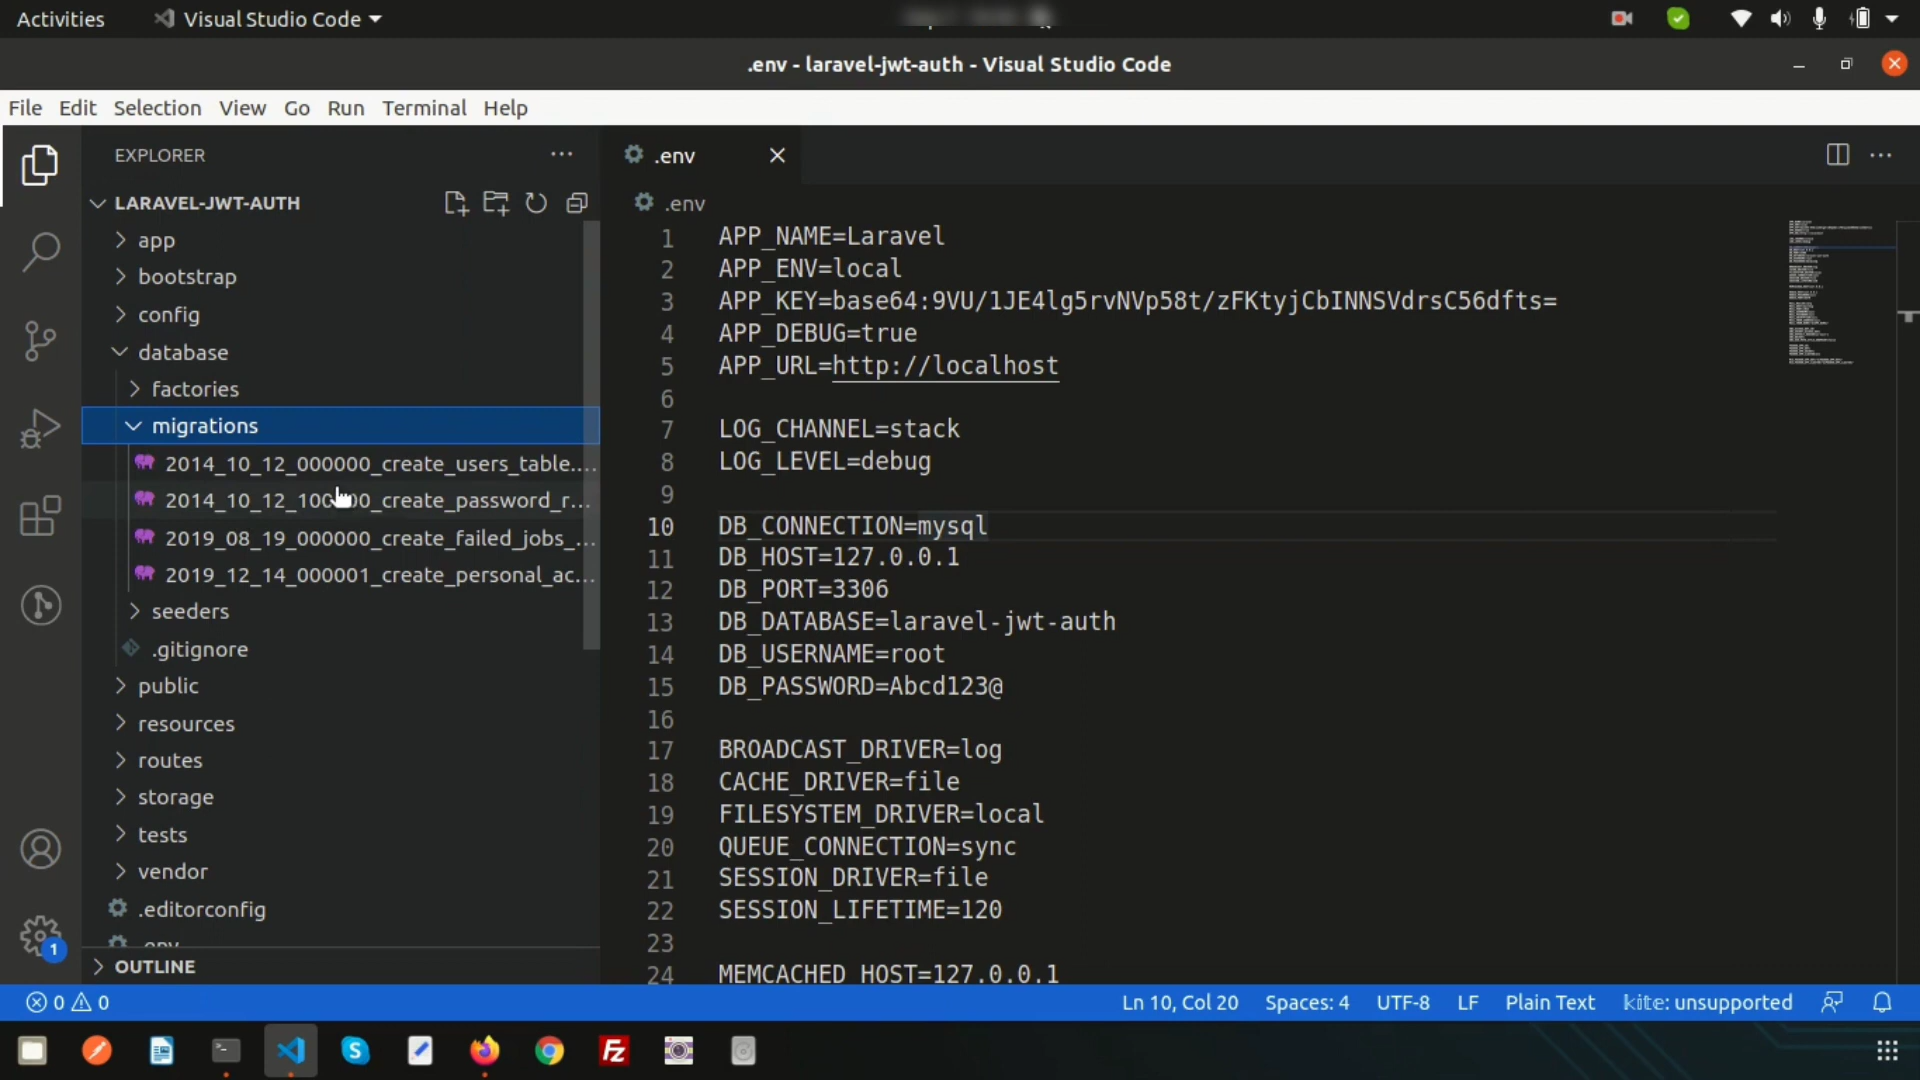 Activities
Visual Studio Code
.env - laravel-jwt-auth - Visual Studio Code
File Edit Selection View Go Run Terminal Help
EXPLORER
LARAVEL-JWT-AUTH
app
bootstrap
config
database
factories
migrations
2014_10_12_000000_create_users_table....
2014_10_12_100000_create_password_r...
2019_08_19_000000_create_failed_jobs_...
2019_12_14_000001_create_personal_ac...
seeders
.gitignore
public
resources
routes
storage
tests
vendor
.editorconfig
.env
OUTLINE
1
.env
.env
1 APP_NAME=Laravel
2 APP_ENV=local
3 APP_KEY=base64:9VU/1JE4lg5rvNVp58t/zFKtyjCbINNSVdrsC56dfts=
4 APP_DEBUG=true
5 APP_URL=http://localhost
6
7 LOG_CHANNEL=stack
8 LOG_LEVEL=debug
9
10 DB_CONNECTION=mysql
11 DB_HOST=127.0.0.1
12 DB_PORT=3306
13 DB_DATABASE=laravel-jwt-auth
14 DB_USERNAME=root
15 DB_PASSWORD=Abcd123@
16
17 BROADCAST_DRIVER=log
18 CACHE_DRIVER=file
19 FILESYSTEM_DRIVER=local
20 QUEUE_CONNECTION=sync
21 SESSION_DRIVER=file
22 SESSION_LIFETIME=120
23
24 MEMCACHED_HOST=127.0.0.1
0 0
Ln 10, Col 20 Spaces: 4 UTF-8 LF Plain Text kite: unsupported